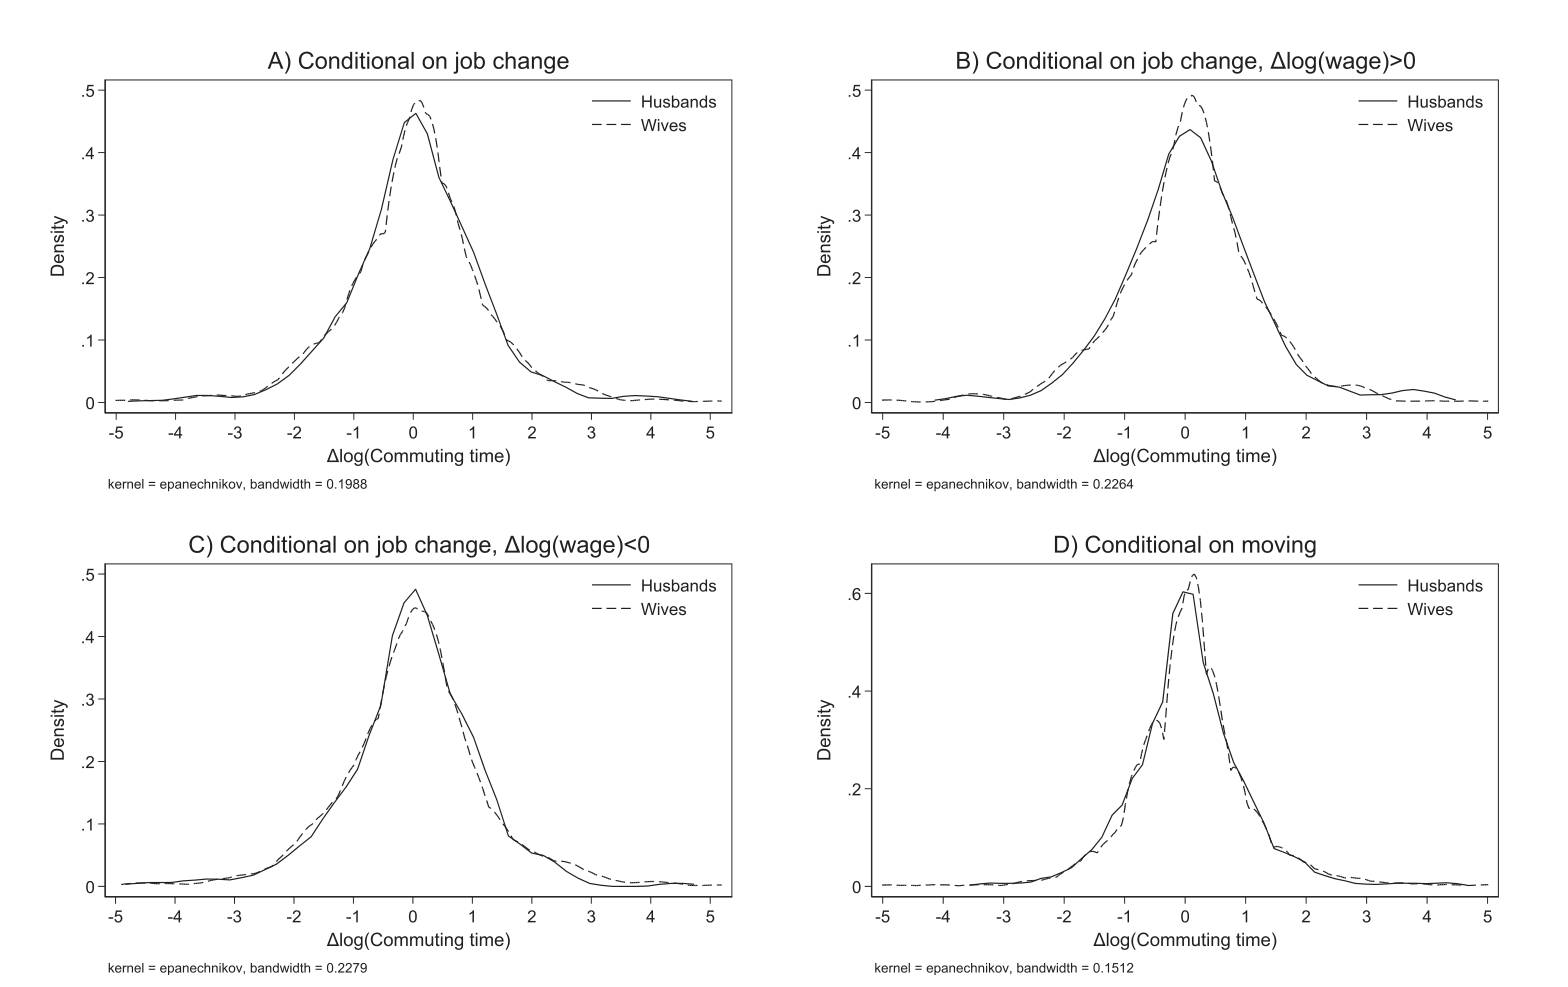 A) Conditional on job change
.5
.4
.3
.2
.1
0
Density
Husbands
Wives
-5 -4 -3 -2 -1 0 1 2 3 4 5
Δlog(Commuting time)
kernel = epanechnikov, bandwidth = 0.1988
B) Conditional on job change, Δlog(wage)>0
.5
.4
.3
.2
.1
0
Density
Husbands
Wives
-5 -4 -3 -2 -1 0 1 2 3 4 5
Δlog(Commuting time)
kernel = epanechnikov, bandwidth = 0.2264
C) Conditional on job change, Δlog(wage)<0
.5
.4
.3
.2
.1
0
Density
Husbands
Wives
-5 -4 -3 -2 -1 0 1 2 3 4 5
Δlog(Commuting time)
kernel = epanechnikov, bandwidth = 0.2279
D) Conditional on moving
.6
.4
.2
0
Density
Husbands
Wives
-5 -4 -3 -2 -1 0 1 2 3 4 5
Δlog(Commuting time)
kernel = epanechnikov, bandwidth = 0.1512